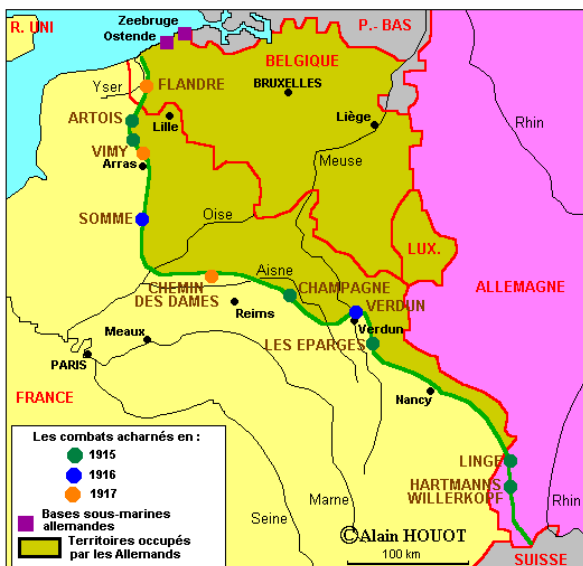 R. UNI
Zeebruge
Ostende
P.- BAS
BELGIQUE
BRUXELLES
Yser
FLANDRE
ARTOIS
Lille
Liège
Rhin
VIMY
Arras
Meuse
SOMME
Oise
LUX.
ALLEMAGNE
CHEMIN
DES DAMES
Aisne
CHAMPAGNE
VERDUN
Reims
Verdun
Meaux
LES EPARGES
PARIS
Nancy
FRANCE
Les combats acharnés en :
1915
1916
1917
Bases sous-marines
allemandes
Territoires occupés
par les Allemands
LINGE
HARTMANNS
WILLERKOPF
Marne
Seine
Rhin
©Alain HOUOT
100 km
SUISSE